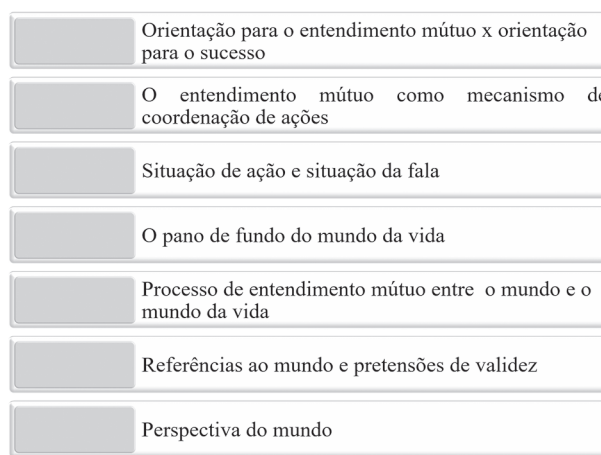 Orientação para o entendimento mútuo x orientação
para o sucesso
O entendimento mútuo como mecanismo de
coordenação de ações
Situação de ação e situação da fala
O pano de fundo do mundo da vida
Processo de entendimento mútuo entre o mundo e o
mundo da vida
Referências ao mundo e pretensões de validez
Perspectiva do mundo